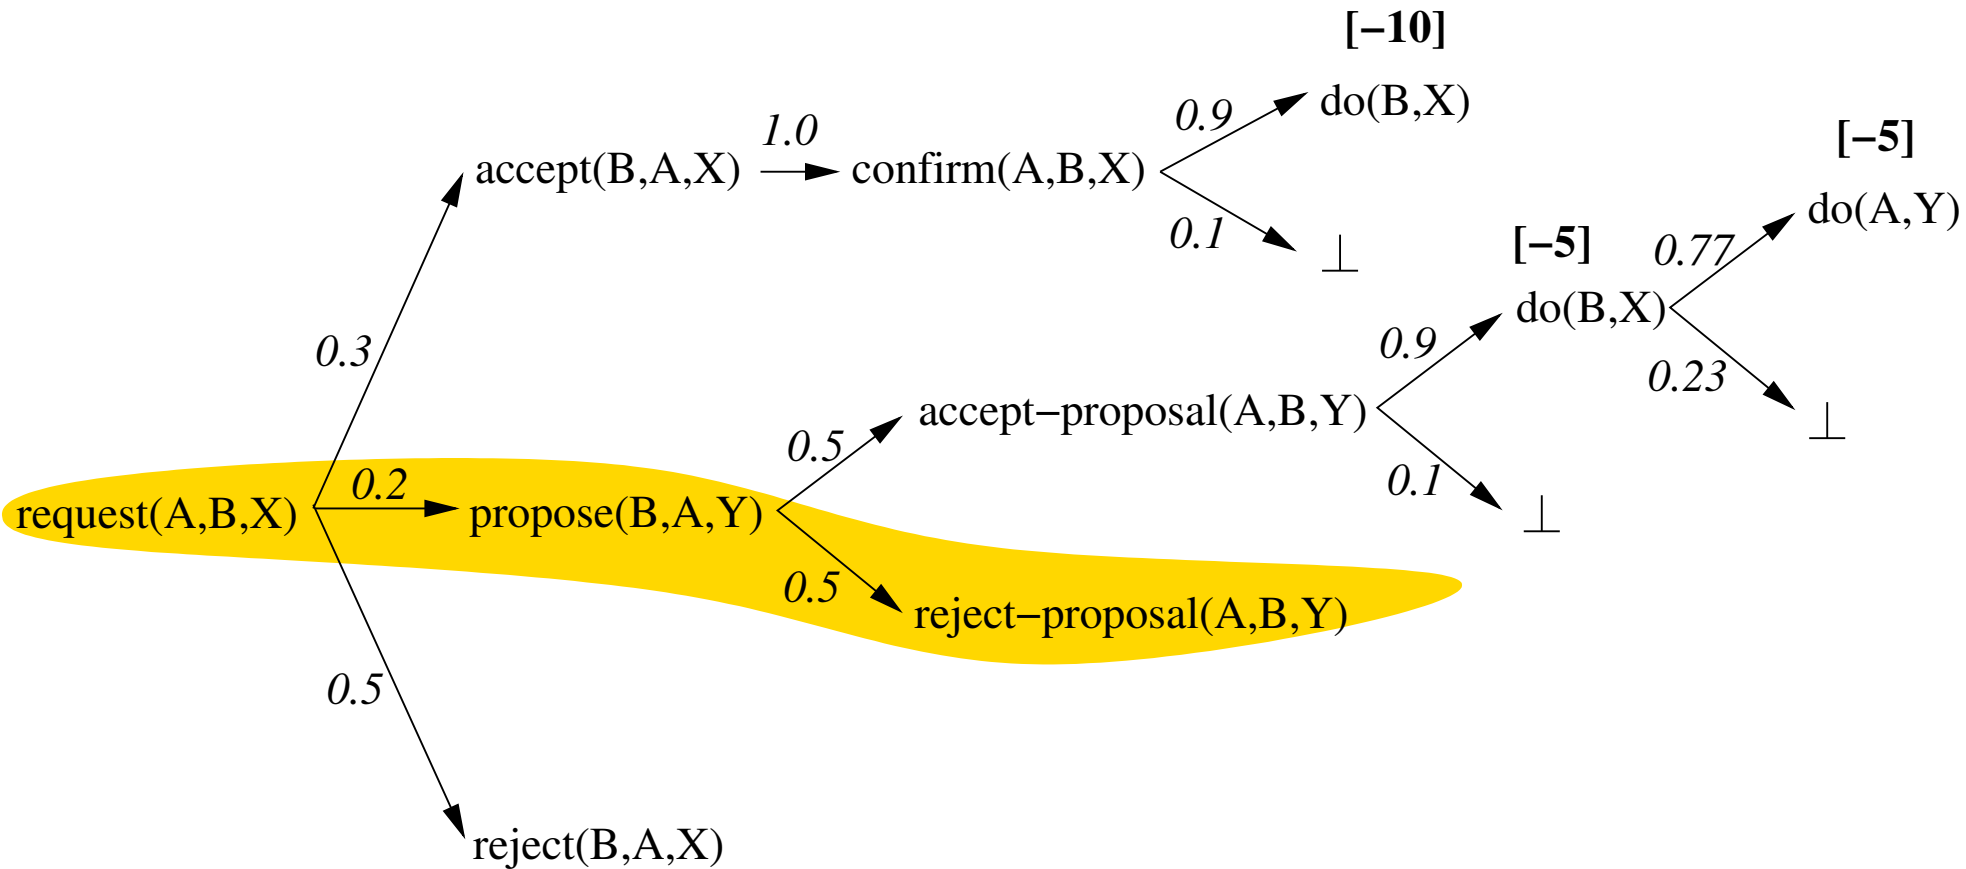 [−10]
do(B,X)
0.9
1.0
[−5]
accept(B,A,X)
confirm(A,B,X)
do(A,Y)
0.1
⊥
[−5]
0.77
do(B,X)
0.3
0.9
0.23
accept−proposal(A,B,Y)
⊥
0.5
0.2
0.1
request(A,B,X)
propose(B,A,Y)
⊥
0.5
reject−proposal(A,B,Y)
0.5
reject(B,A,X)